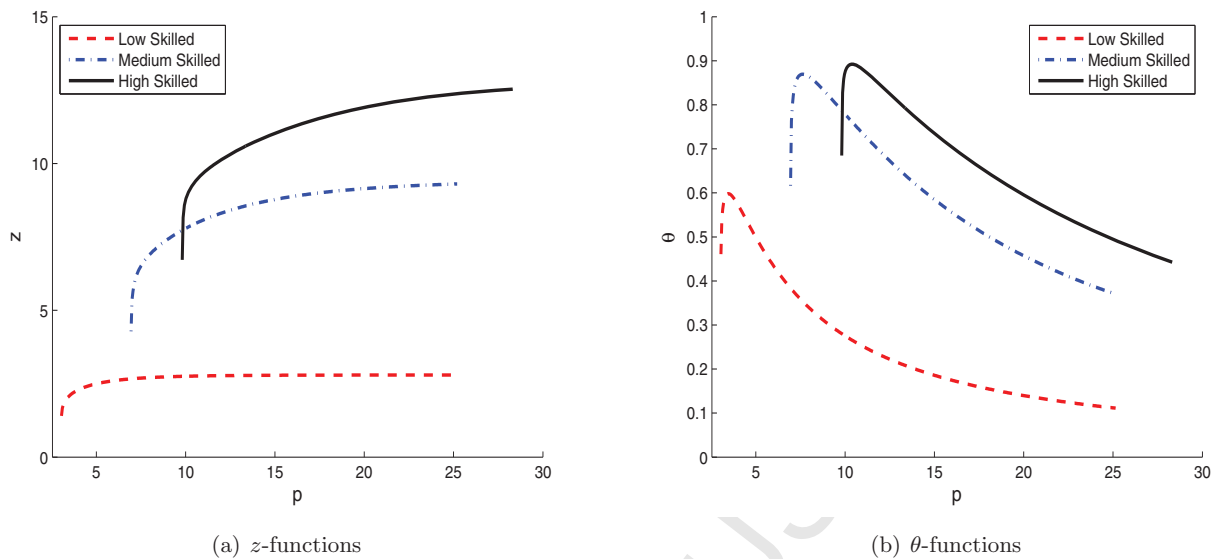 15
10
5
0
z
Low Skilled
Medium Skilled
High Skilled
5
10
15
20
25
30
p
(a) z-functions
1
0.9
0.8
0.7
0.6
0.5
0.4
0.3
0.2
0.1
0
θ
Low Skilled
Medium Skilled
High Skilled
5
10
15
20
25
30
p
(b) θ-functions